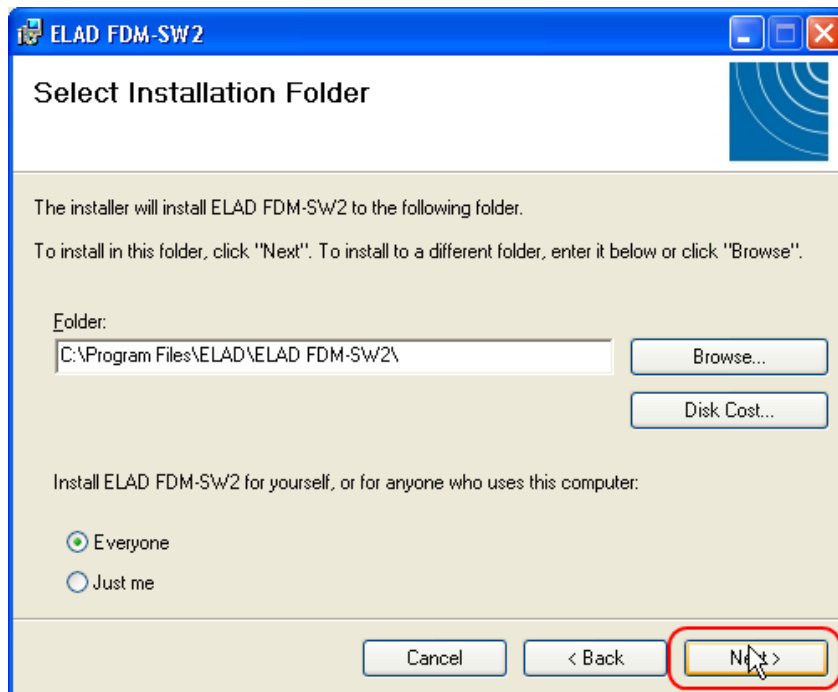 ELAD FDM-SW2
Select Installation Folder
The installer will install ELAD FDM-SW2 to the following folder.
To install in this folder, click "Next". To install to a different folder, enter it below or click "Browse".
Folder:
C:\Program Files\ELAD\ELAD FDM-SW2\
Browse...
Disk Cost...
Install ELAD FDM-SW2 for yourself, or for anyone who uses this computer:
Everyone
Just me
Cancel
< Back
Next >